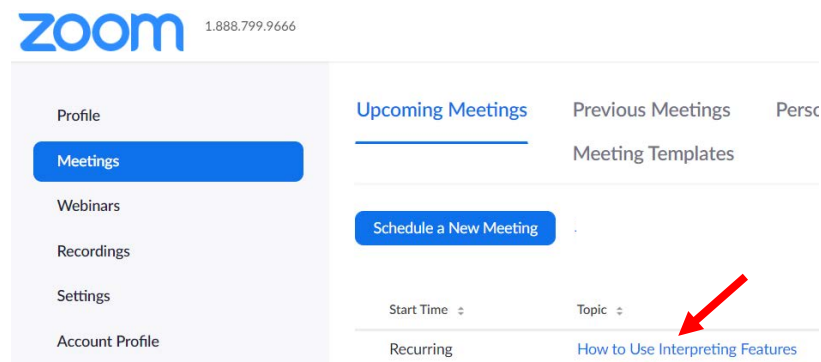 zoom 1.888.799.9666
Profile
Meetings
Webinars
Recordings
Settings
Account Profile
Upcoming Meetings Previous Meetings
Meeting Templates
Schedule a New Meeting
Start Time Topic
Recurring How to Use Interpreting Features